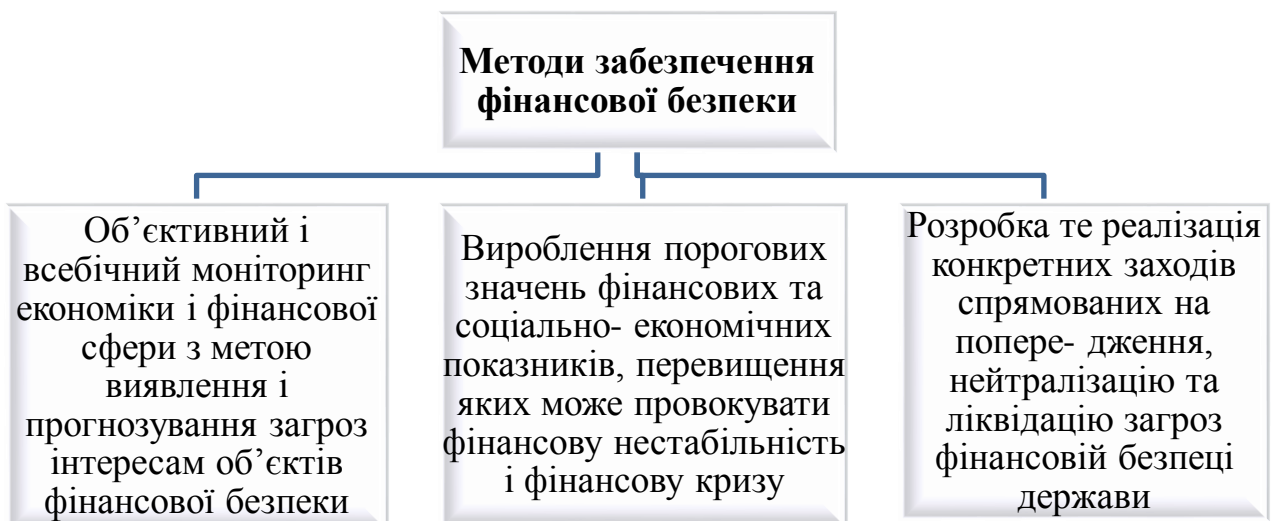 Методи забезпечення
фінансової безпеки
Об’єктивний і
всебічний моніторинг
економіки і фінансової
сфери з метою
виявлення і
прогнозування загроз
інтересам об’єктів
фінансової безпеки
Вироблення порогових
значень фінансових та
соціально- економічних
показників, перевищення
яких може провокувати
фінансову нестабільність
і фінансову кризу
Розробка те реалізація
конкретних заходів
спрямованих на
попере- дження,
нейтралізацію та
ліквідацію загроз
фінансовій безпеці
держави